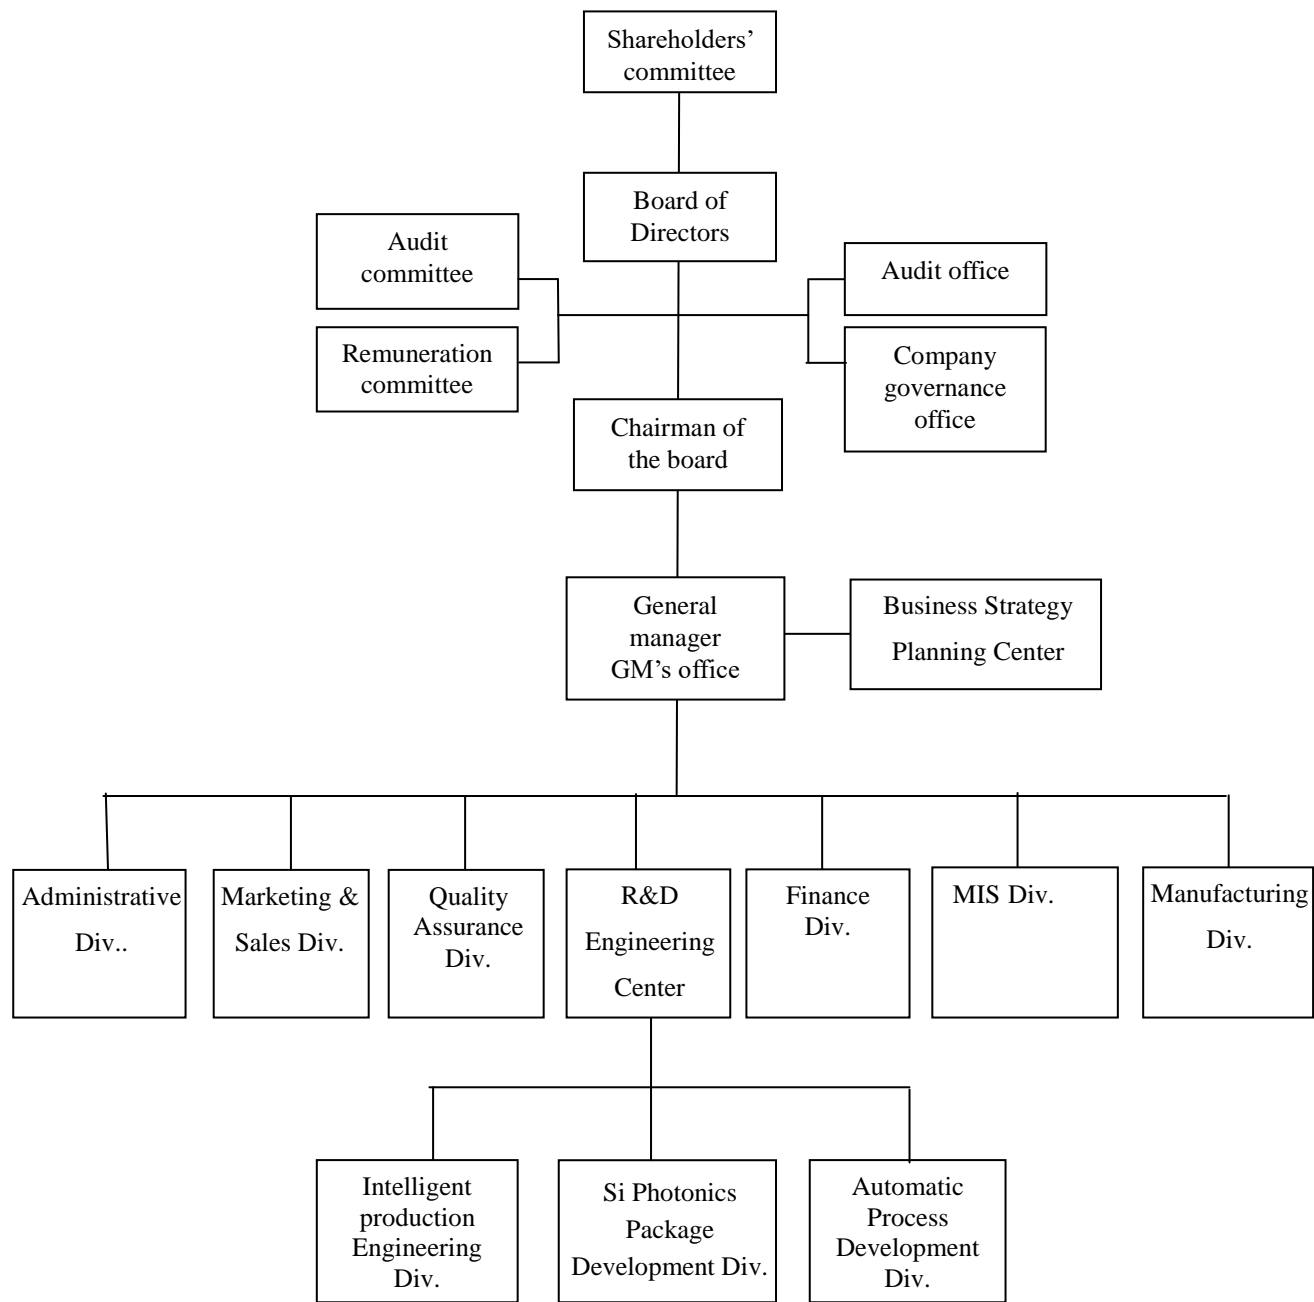 Shareholders’
committee
Board of
Directors
Audit
committee
Audit office
Remuneration
committee
Company
governance
office
Chairman of
the board
General
manager
GM’s office
Business Strategy
Planning Center
Administrative
Div..
Marketing &
Sales Div.
Quality
Assurance
Div.
R&D
Engineering
Center
Finance
Div.
MIS Div.
Manufacturing
Div.
Intelligent
production
Engineering
Div.
Si Photonics
Package
Development Div.
Automatic
Process
Development
Div.